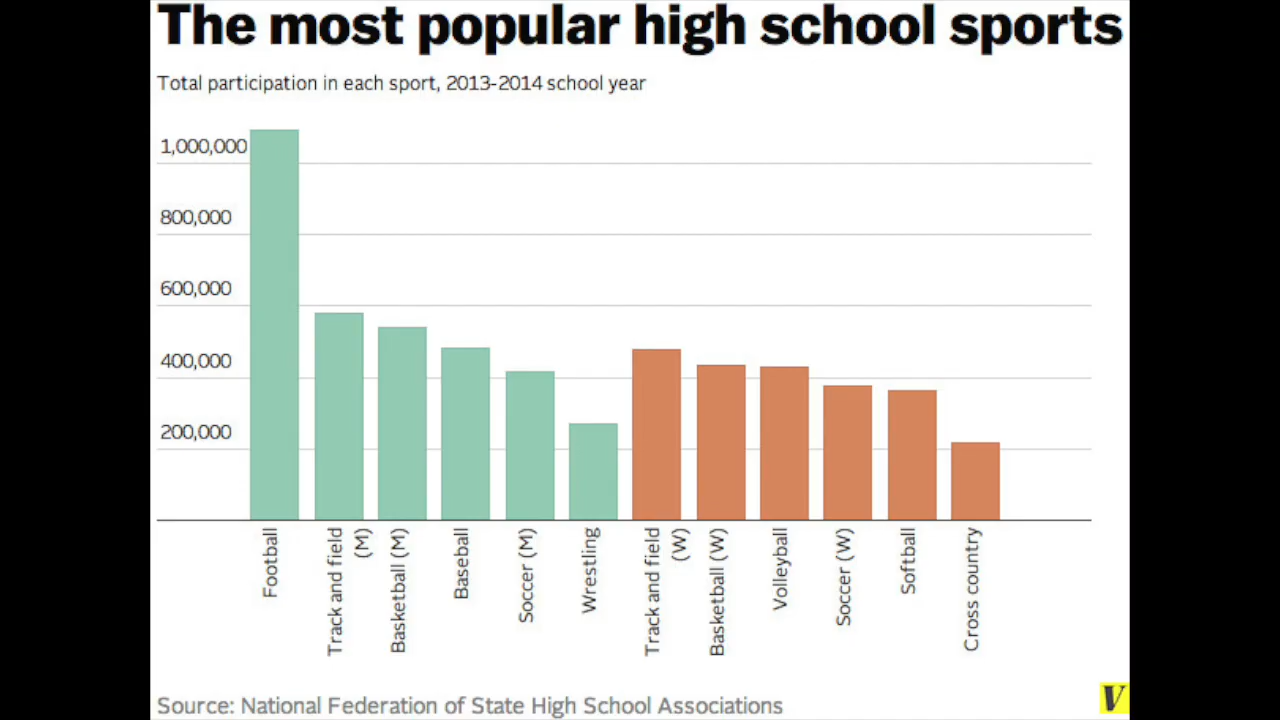 The most popular high school sports
Total participation in each sport, 2013-2014 school year
1,000,000
800,000
600,000
400,000
200,000
Football
Track and field
(M)
Basketball (M)
Baseball
Soccer (M)
Wrestling
Track and field
(W)
Basketball (W)
Volleyball
Soccer (W)
Softball
Cross country
Source: National Federation of State High School Associations
V